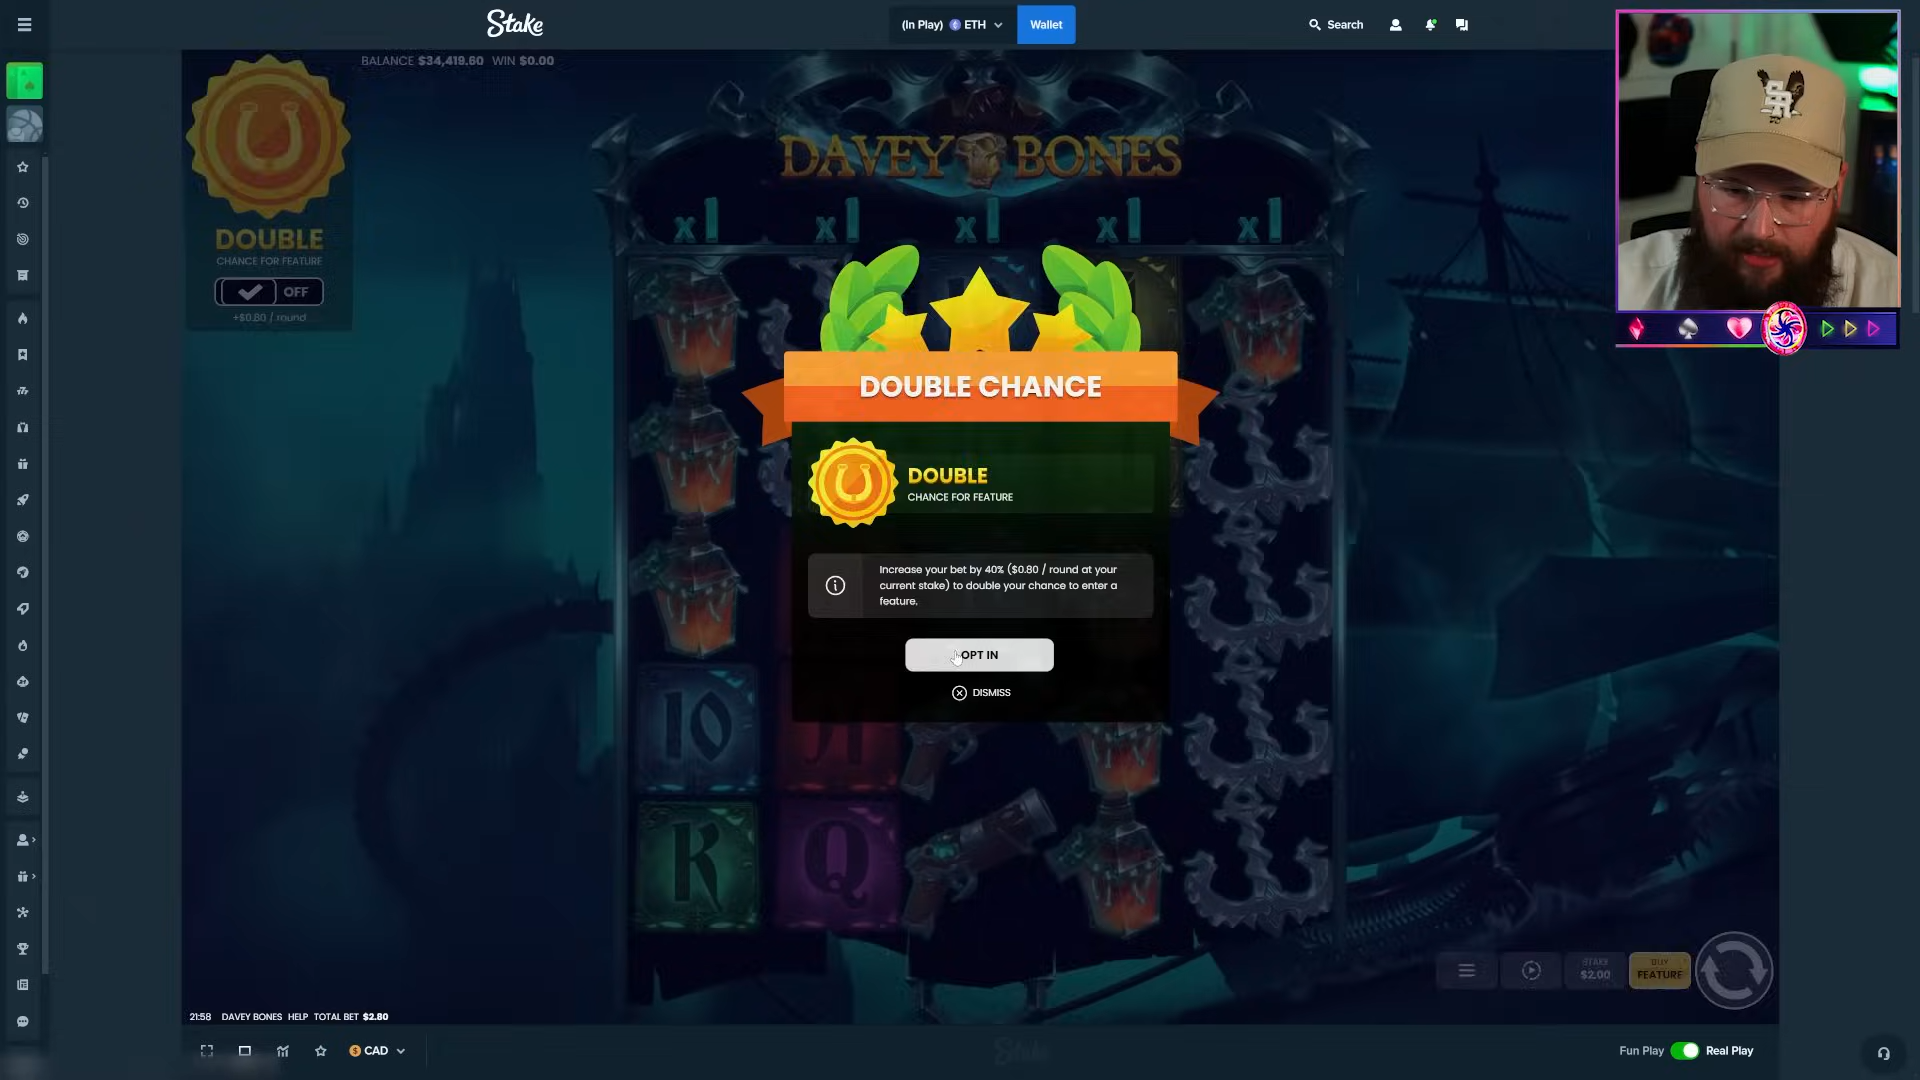 Stake
(In Play) ETH
Wallet
Search
BALANCE $34,419.60 WIN $0.00
DAVEY BONES
x1 x1 x1 x1 x1
DOUBLE
CHANCE FOR FEATURE
OFF
+$0.80 / round
DOUBLE CHANCE
DOUBLE
CHANCE FOR FEATURE
Increase your bet by 40% ($0.80 / round at your
current stake) to double your chance to enter a
feature.
OPT IN
DISMISS
10
K
Q
STAKE
$2.00
BUY
FEATURE
21:58 DAVEY BONES HELP TOTAL BET $2.80
CAD
Stake
Fun Play
Real Play